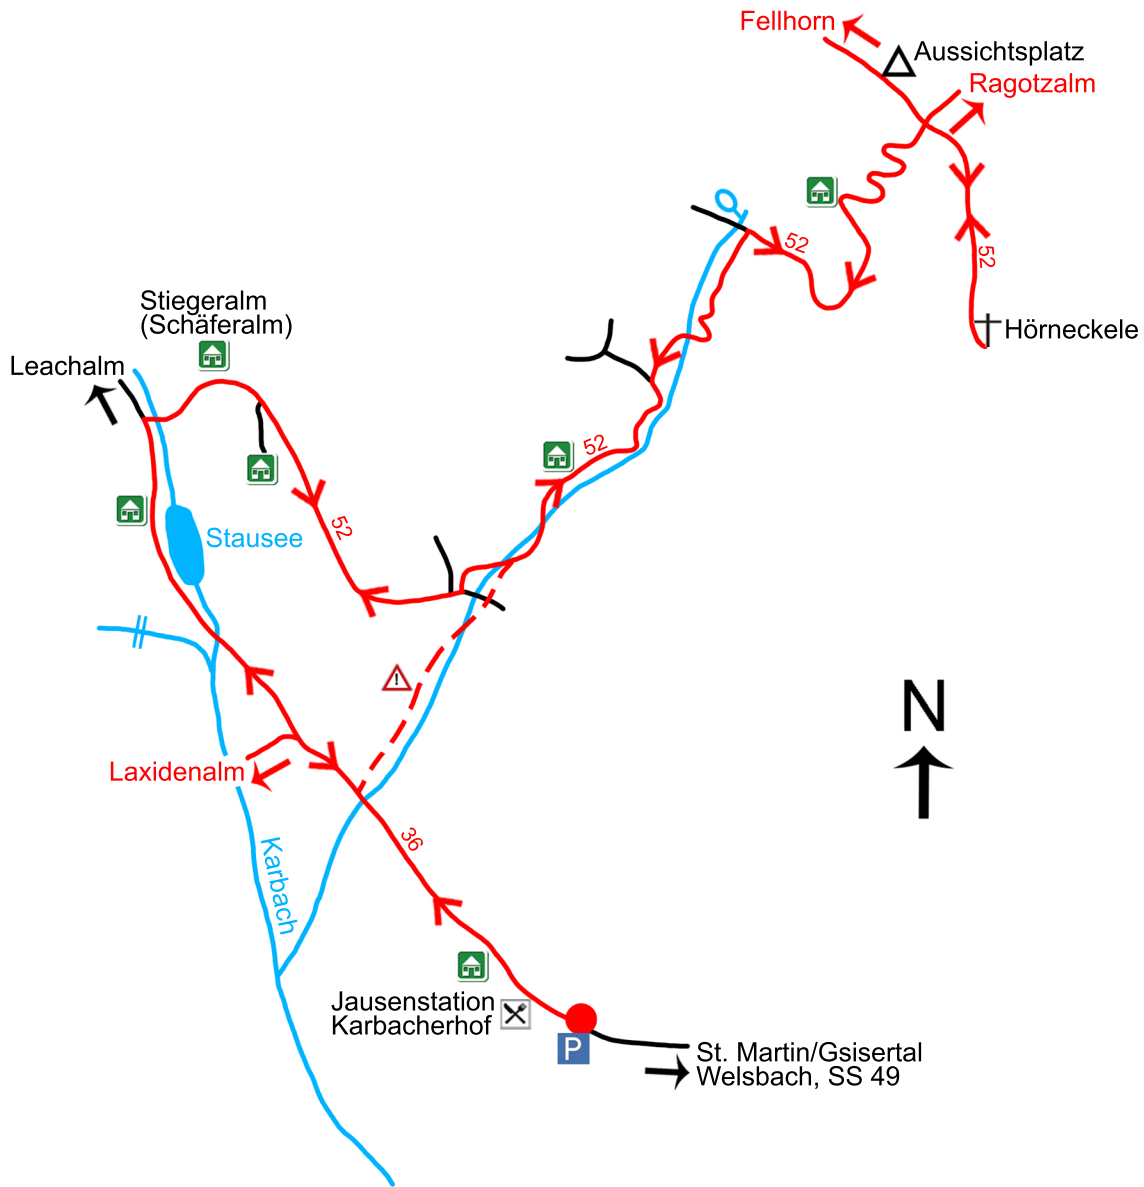 Fellhorn
Aussichtsplatz
Ragotzalm
52
52
Hörneckele
Stiegeralm
(Schäferalm)
Leachalm
52
52
Stausee
!
N
Laxidenalm
36
Karbach
Jausenstation
Karbacherhof
P
St. Martin/Gsisertal
Welsbach, SS 49